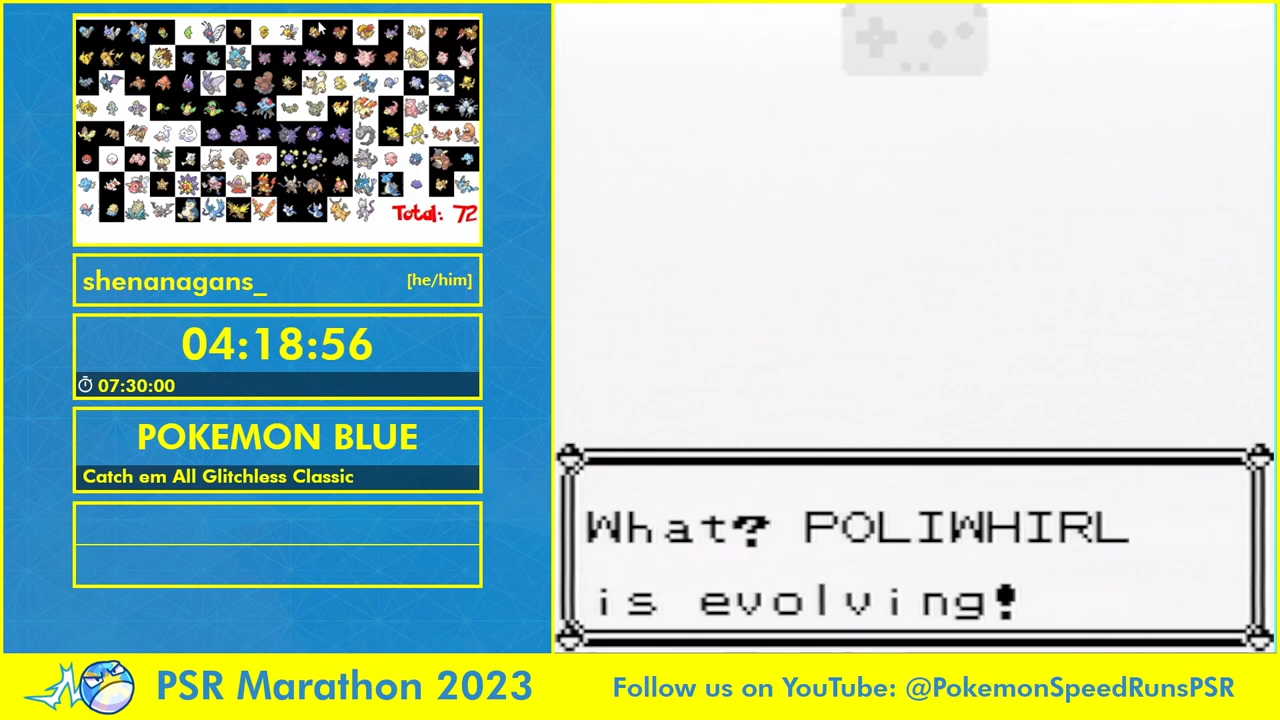 Total: 72
shenanagans_ [he/him]
04:18:56
07:30:00
POKEMON BLUE
Catch em All Glitchless Classic
What? POLIWHIRL
is evolving!
PSR Marathon 2023 Follow us on YouTube: @PokemonSpeedRunsPSR